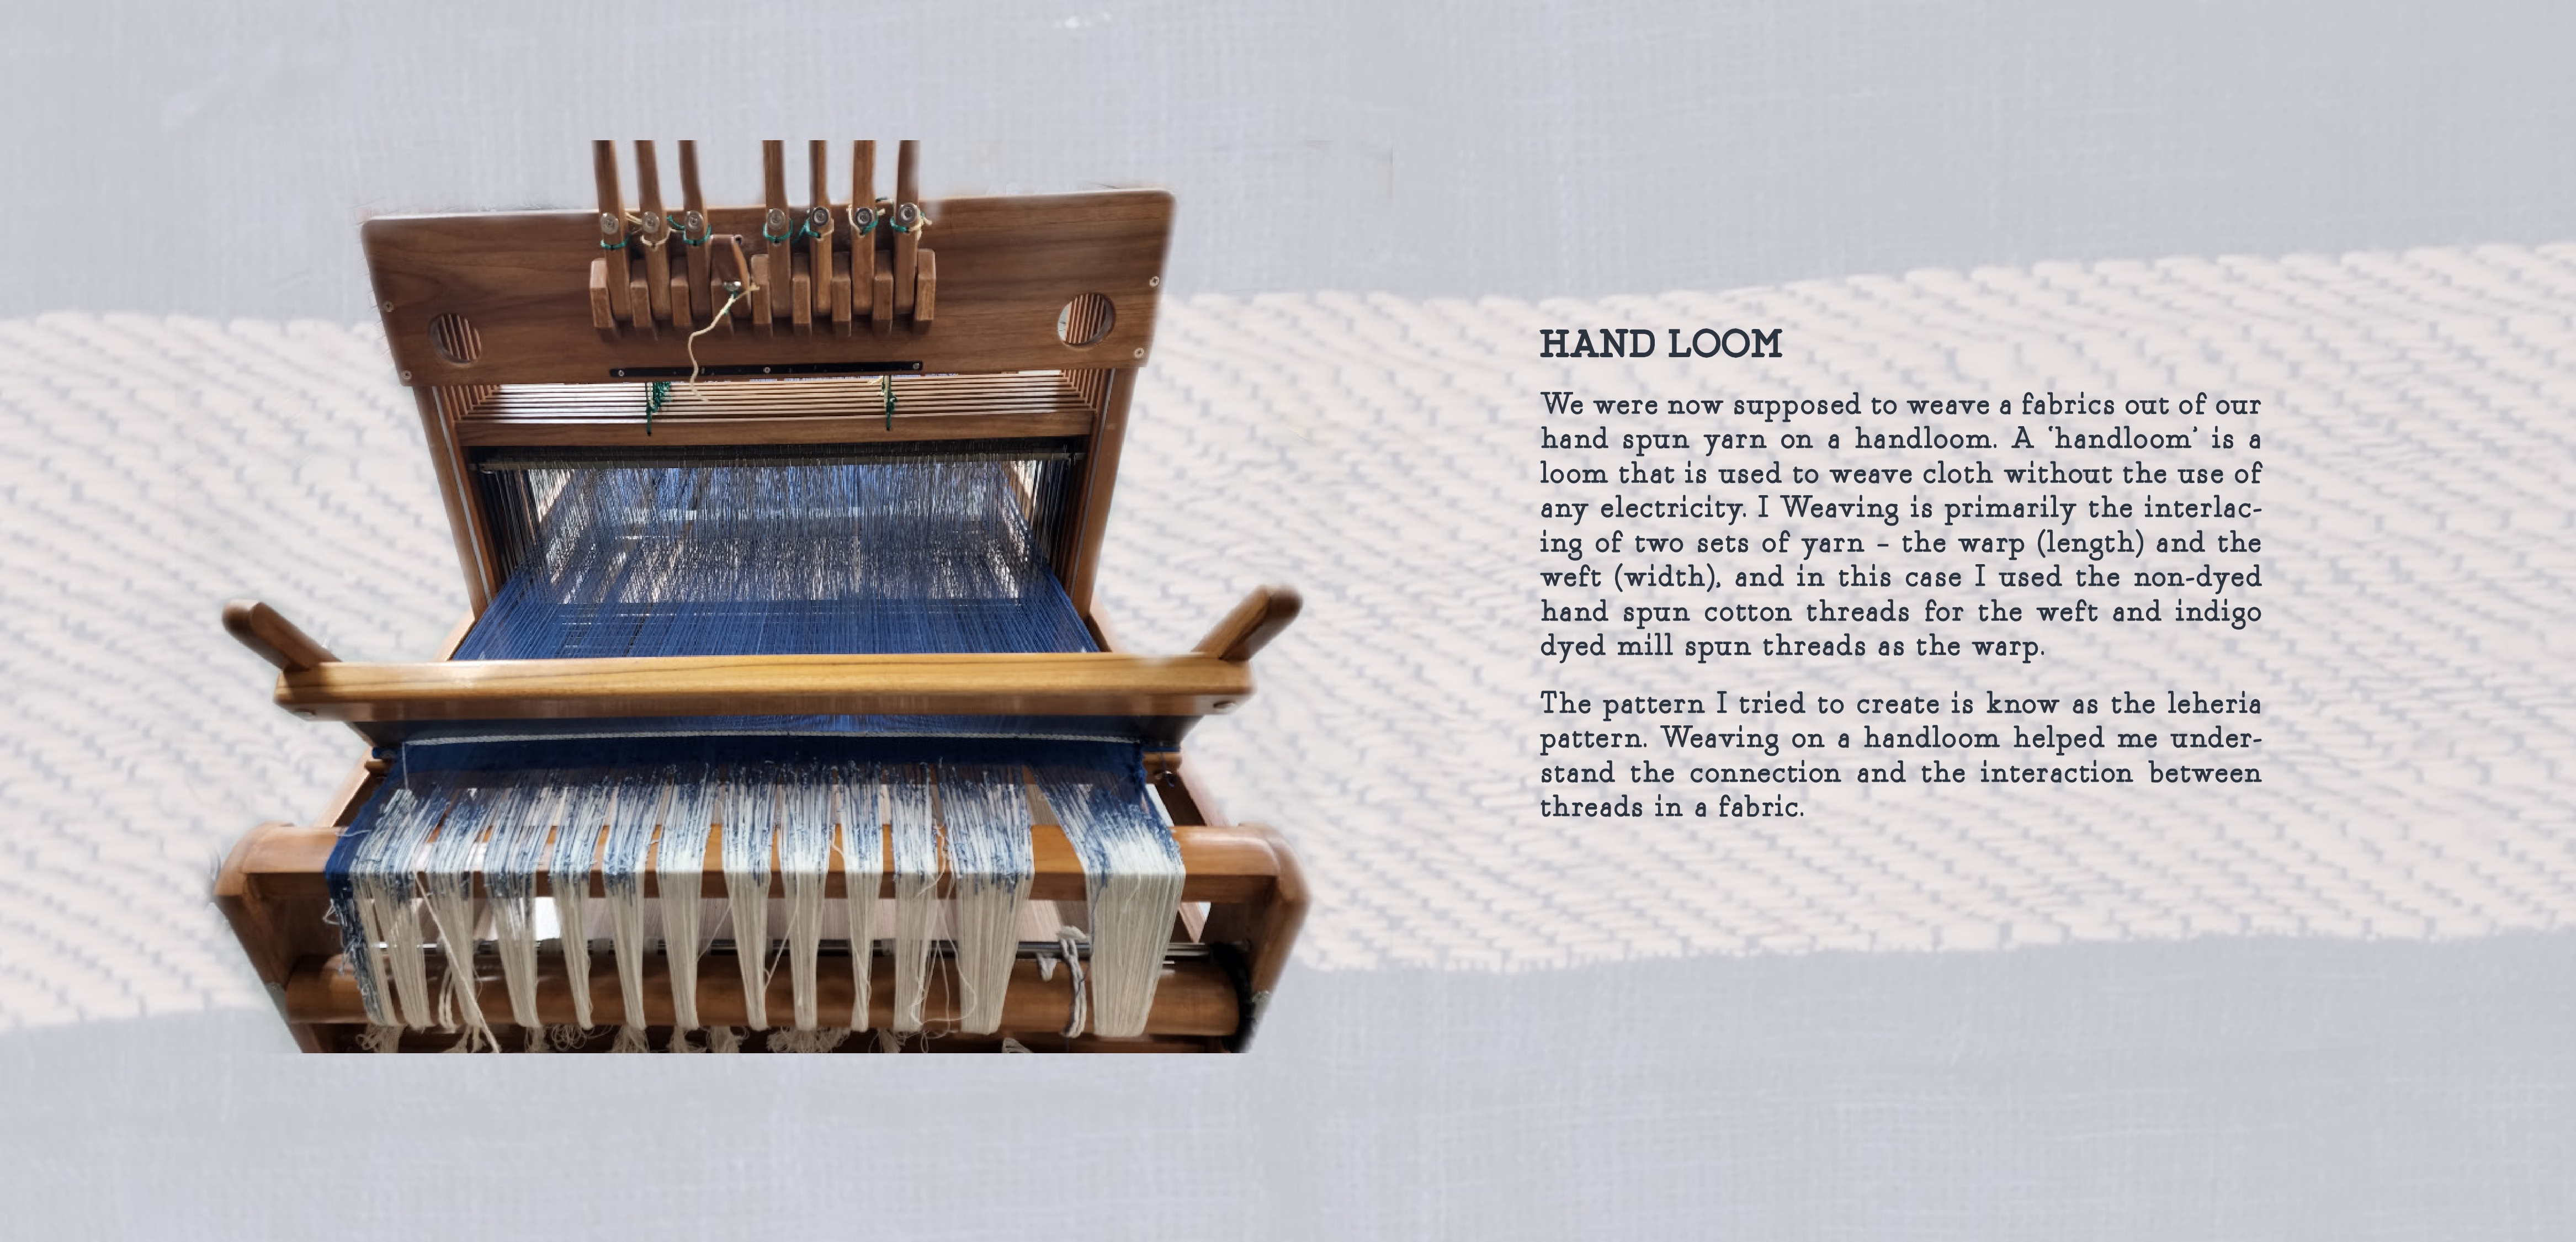 HAND LOOM
We were now supposed to weave a fabrics out of our
hand spun yarn on a handloom. A ‘handloom’ is a
loom that is used to weave cloth without the use of
any electricity. I Weaving is primarily the interlac-
ing of two sets of yarn – the warp (length) and the
weft (width), and in this case I used the non-dyed
hand spun cotton threads for the weft and indigo
dyed mill spun threads as the warp.
The pattern I tried to create is know as the leheria
pattern. Weaving on a handloom helped me under-
stand the connection and the interaction between
threads in a fabric.